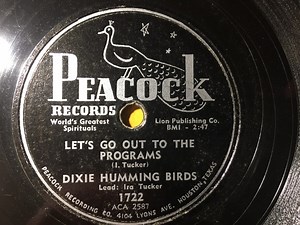 PEACOCK
RECORDS
World's Greatest
Spirituals
Lion Publishing Co.
BMI - 2:47
LET'S GO OUT TO THE
PROGRAMS
(I. Tucker)
DIXIE HUMMING BIRDS
Lead: Ira Tucker
1722
ACA 2587
PEACOCK RECORDING CO. 4104 LYONS AVE. HOUSTON, TEXAS